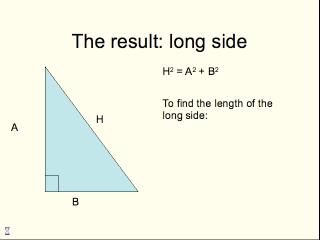 The result: long side
H² = A² + B²
To find the length of the
long side:
A
H
B